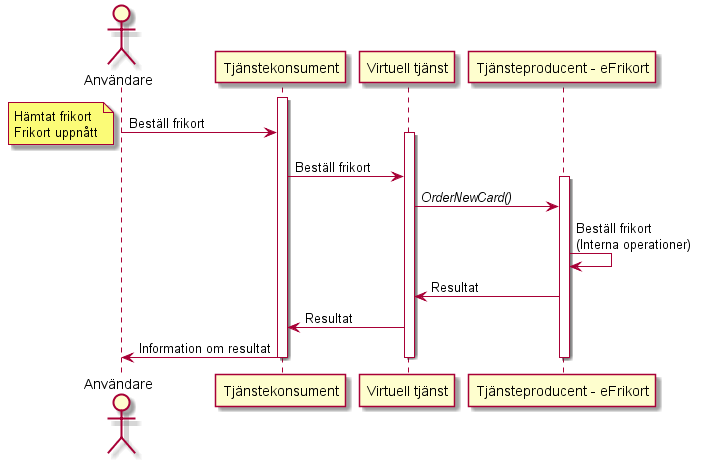 Användare
Tjänstekonsument
Virtuell tjänst
Tjänsteproducent - eFrikort
Hämtat frikort
Frikort uppnått
Beställ frikort
Beställ frikort
OrderNewCard()
Beställ frikort
(Interna operationer)
Resultat
Resultat
Information om resultat
Användare
Tjänstekonsument
Virtuell tjänst
Tjänsteproducent - eFrikort